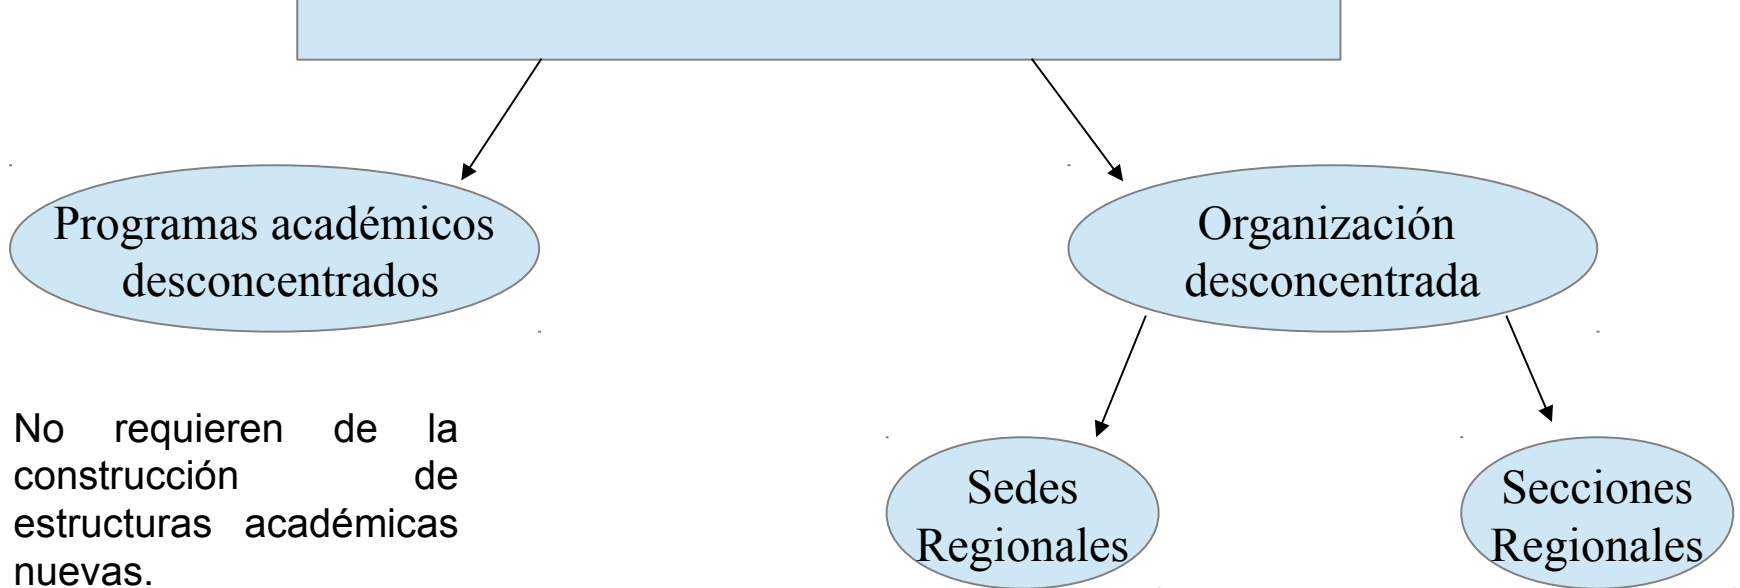 Programas académicos
desconcentrados
Organización
desconcentrada
No requieren de la
construcción de
estructuras académicas
nuevas.
Sedes
Regionales
Secciones
Regionales